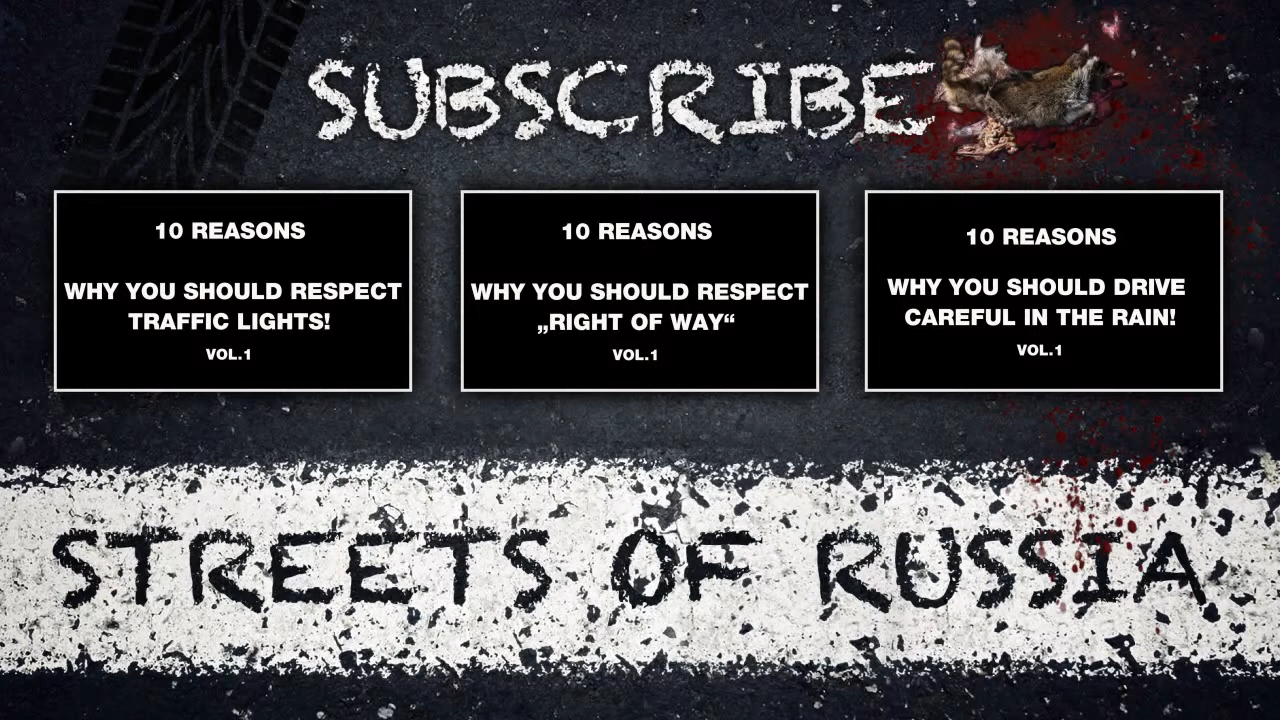 SUBSCRIBE
10 REASONS
WHY YOU SHOULD RESPECT
TRAFFIC LIGHTS!
VOL.1
10 REASONS
WHY YOU SHOULD RESPECT
„RIGHT OF WAY“
VOL.1
10 REASONS
WHY YOU SHOULD DRIVE
CAREFUL IN THE RAIN!
VOL.1
STREETS OF RUSSIA